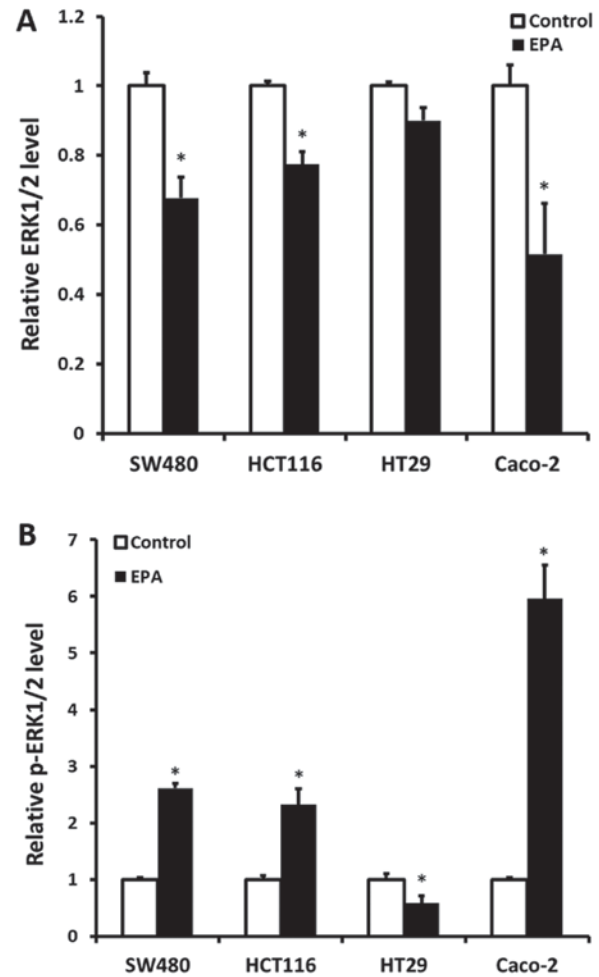 A
Control
EPA
Relative ERK1/2 level
1.2
1
0.8
0.6
0.4
0.2
0
*
*
*
SW480 HCT116 HT29 Caco-2
B
Control
EPA
Relative p-ERK1/2 level
7
6
5
4
3
2
1
0
*
*
*
*
SW480 HCT116 HT29 Caco-2